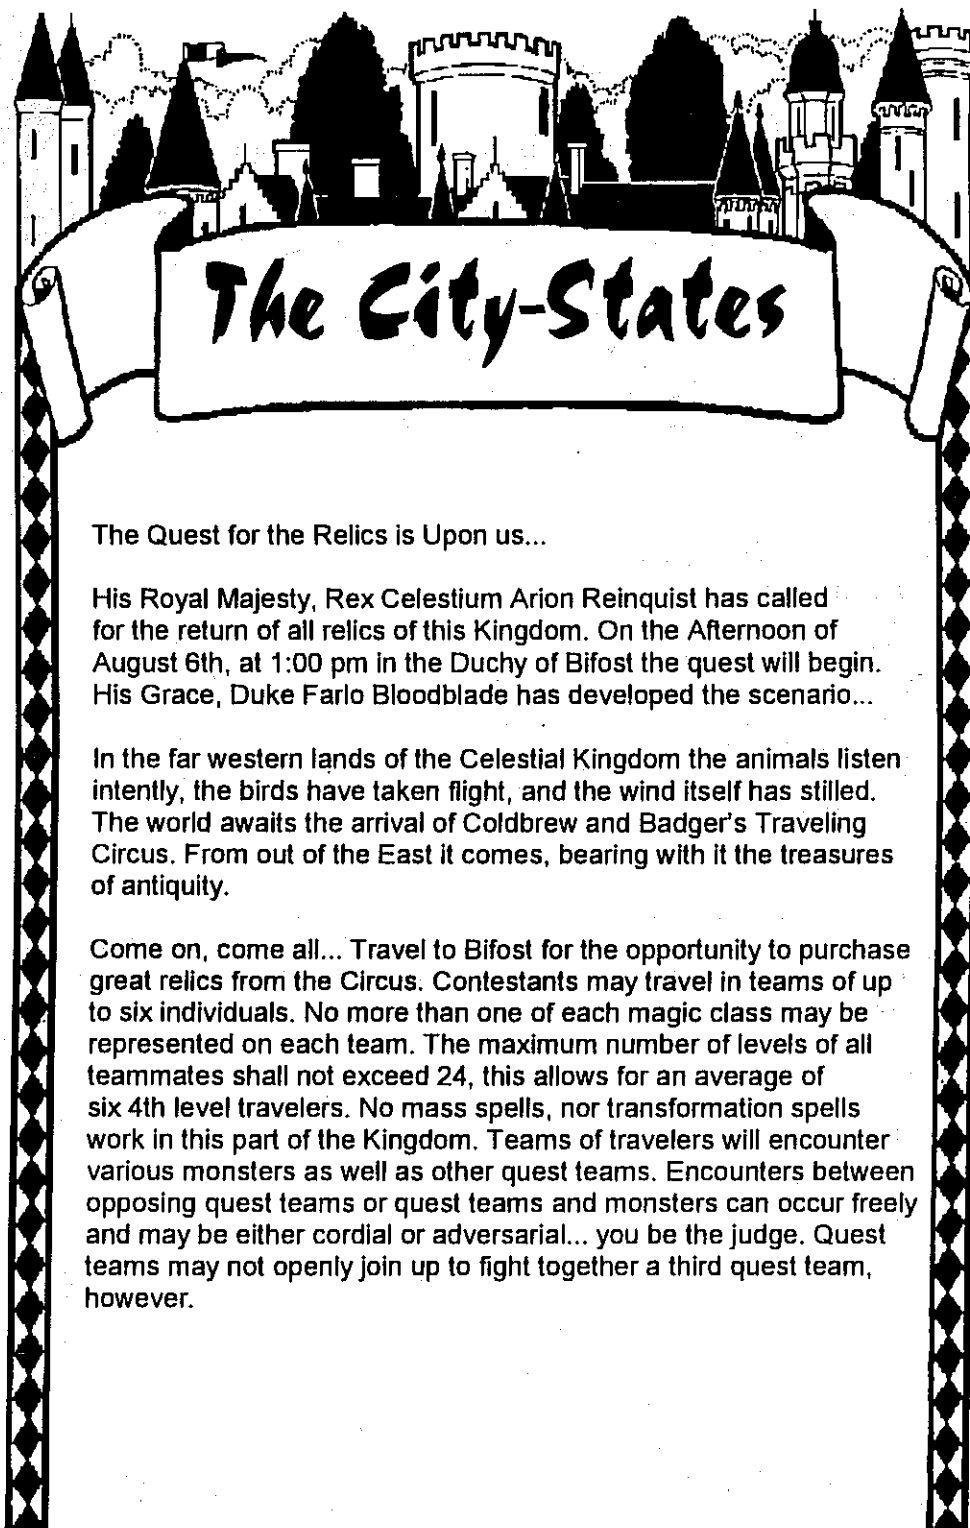 The City-States
The Quest for the Relics is Upon us...
His Royal Majesty, Rex Celestium Arion Reinquist has called
for the return of all relics of this Kingdom. On the Afternoon of
August 6th, at 1:00 pm in the Duchy of Bifost the quest will begin.
His Grace, Duke Farlo Bloodblade has developed the scenario...
In the far western lands of the Celestial Kingdom the animals listen
intently, the birds have taken flight, and the wind itself has stilled.
The world awaits the arrival of Coldbrew and Badger's Traveling
Circus. From out of the East it comes, bearing with it the treasures
of antiquity.
Come on, come all... Travel to Bifost for the opportunity to purchase
great relics from the Circus. Contestants may travel in teams of up
to six individuals. No more than one of each magic class may be
represented on each team. The maximum number of levels of all
teammates shall not exceed 24, this allows for an average of
six 4th level travelers. No mass spells, nor transformation spells
work in this part of the Kingdom. Teams of travelers will encounter
various monsters as well as other quest teams. Encounters between
opposing quest teams or quest teams and monsters can occur freely
and may be either cordial or adversarial... you be the judge. Quest
teams may not openly join up to fight together a third quest team,
however.